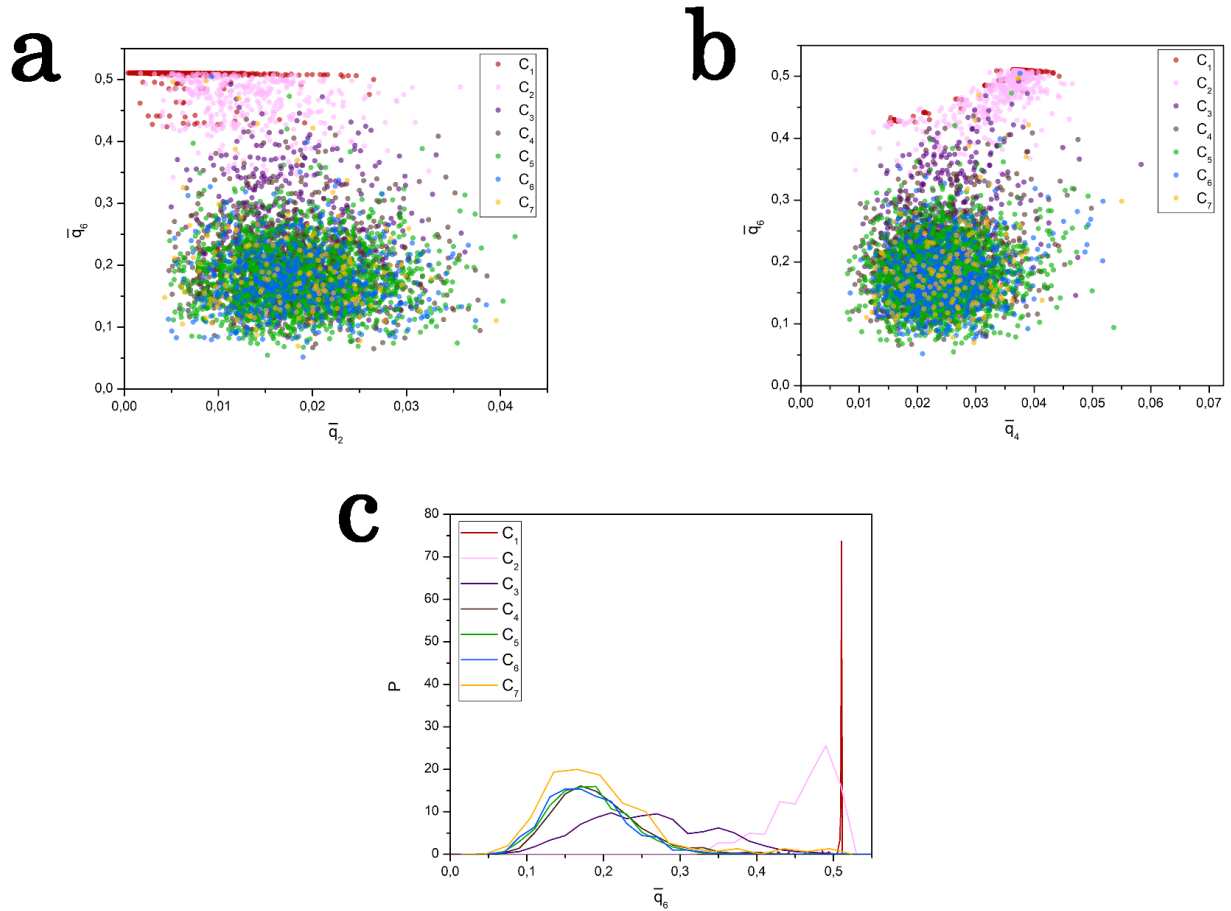 a
0,5
0,4
0,3
0,2
0,1
0,0
q̅₆
0,00 0,01 0,02 0,03 0,04
q̅₂
C₁
C₂
C₃
C₄
C₅
C₆
C₇
b
0,5
0,4
0,3
0,2
0,1
0,0
q̅₆
0,00 0,01 0,02 0,03 0,04 0,05 0,06 0,07
q̅₄
C₁
C₂
C₃
C₄
C₅
C₆
C₇
c
80
70
60
50
40
30
20
10
0
P
0,0 0,1 0,2 0,3 0,4 0,5
q̅₆
C₁
C₂
C₃
C₄
C₅
C₆
C₇